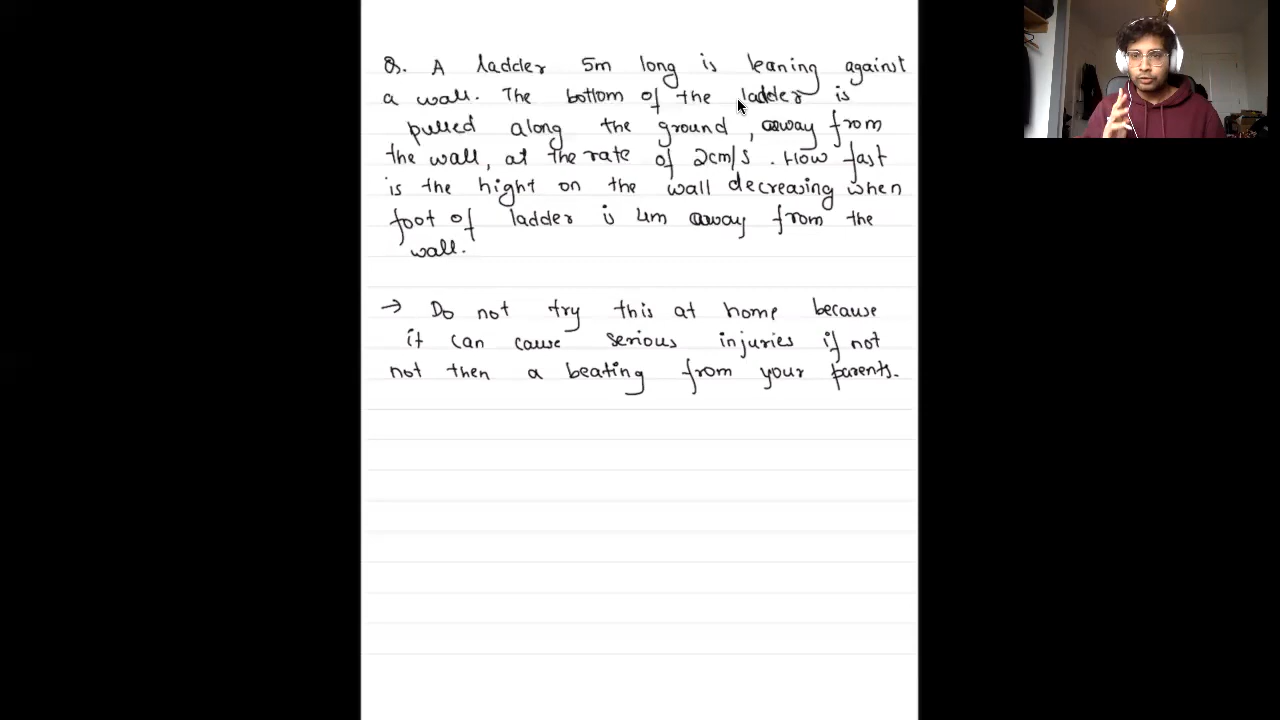 Q. A ladder 5m long is leaning against
a wall. The bottom of the ladder is
pulled along the ground, away from
the wall, at the rate of 2cm/s. How fast
is the hight on the wall decreasing when
foot of ladder is 4m away from the
wall.
→ Do not try this at home because
it can cause serious injuries if not
not then a beating from your parents.